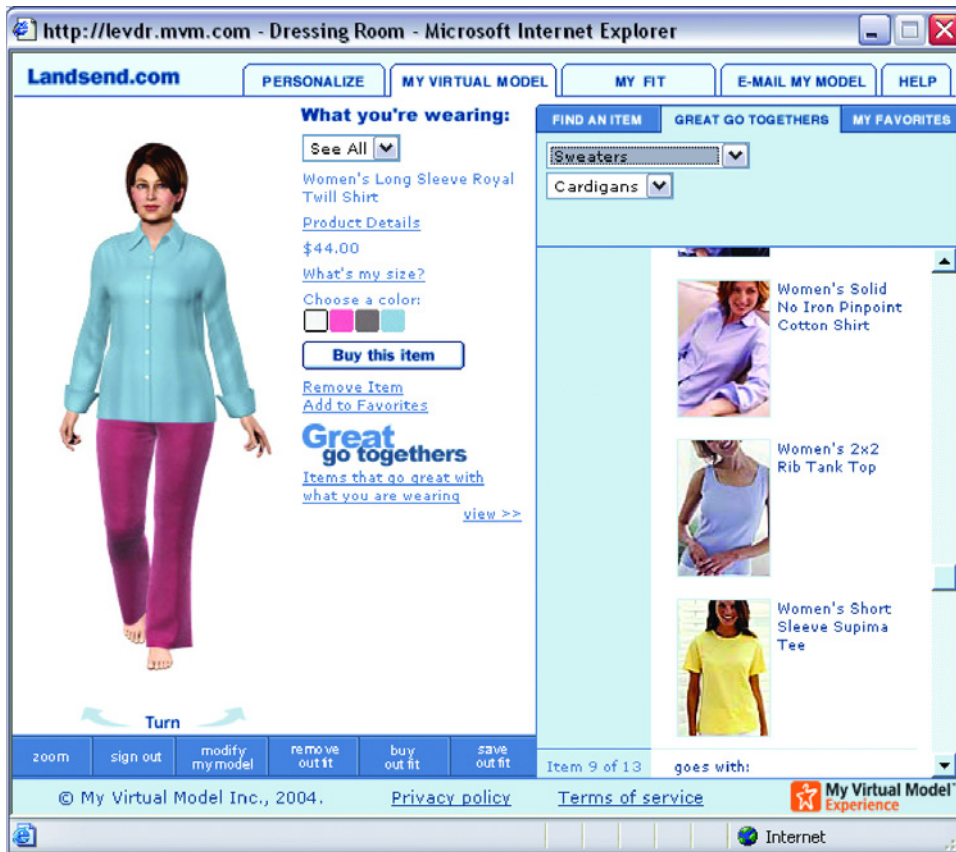 http://levdr.mvm.com - Dressing Room - Microsoft Internet Explorer
Landsend.com
PERSONALIZE
MY VIRTUAL MODEL
MY FIT
E-MAIL MY MODEL
HELP
What you're wearing:
See All
Women's Long Sleeve Royal
Twill Shirt
Product Details
$44.00
What's my size?
Choose a color:
Buy this item
Remove Item
Add to Favorites
Great
go togethers
Items that go great with
what you are wearing
view >>
Turn
zoom
sign out
modify
my model
remove
outfit
buy
outfit
save
outfit
FIND AN ITEM
GREAT GO TOGETHERS
MY FAVORITES
Sweaters
Cardigans
Women's Solid
No Iron Pinpoint
Cotton Shirt
Women's 2x2
Rib Tank Top
Women's Short
Sleeve Supima
Tee
Item 9 of 13
goes with:
© My Virtual Model Inc., 2004.
Privacy policy
Terms of service
My Virtual Model™
Experience
Internet